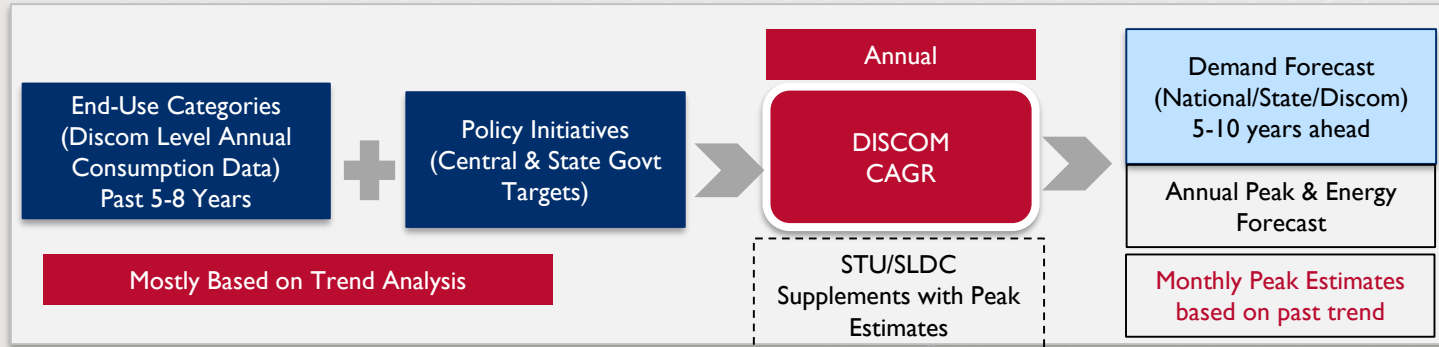 End-Use Categories
(Discom Level Annual
Consumption Data)
Past 5-8 Years
Policy Initiatives
(Central & State Govt
Targets)
Mostly Based on Trend Analysis
Annual
DISCOM
CAGR
STU/SLDC
Supplements with Peak
Estimates
Demand Forecast
(National/State/Discom)
5-10 years ahead
Annual Peak & Energy
Forecast
Monthly Peak Estimates
based on past trend